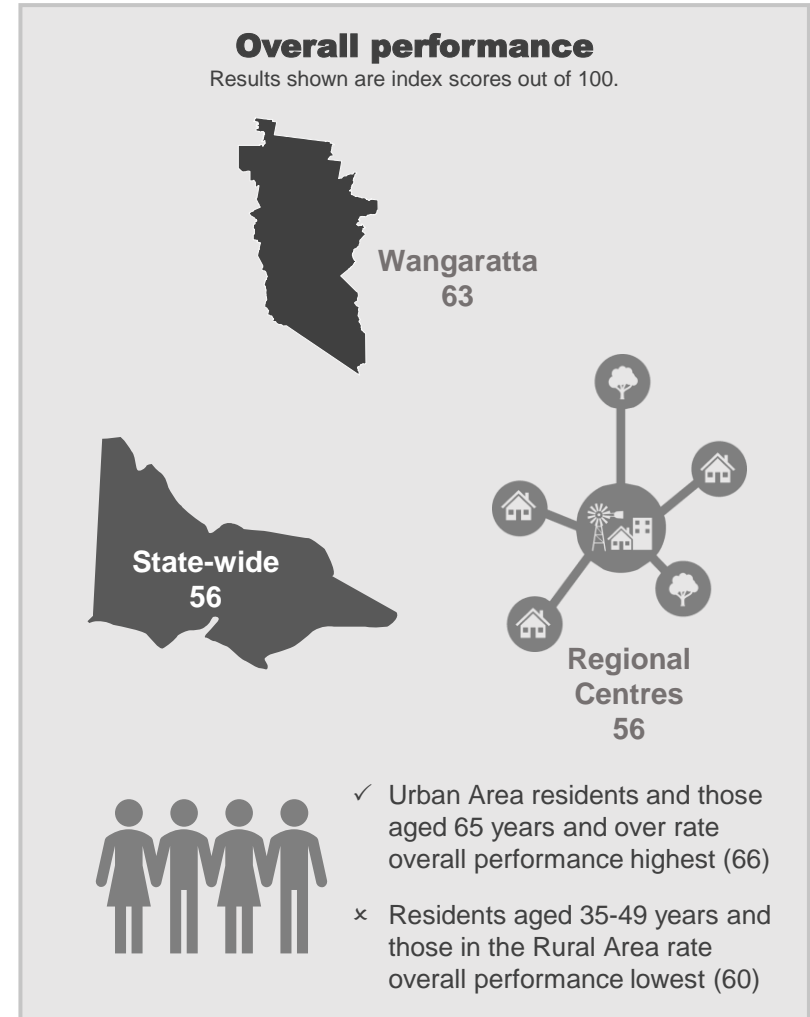 Overall performance
Results shown are index scores out of 100.
Wangaratta
63
State-wide
56
Regional
Centres
56
✓ Urban Area residents and those
aged 65 years and over rate
overall performance highest (66)
× Residents aged 35-49 years and
those in the Rural Area rate
overall performance lowest (60)